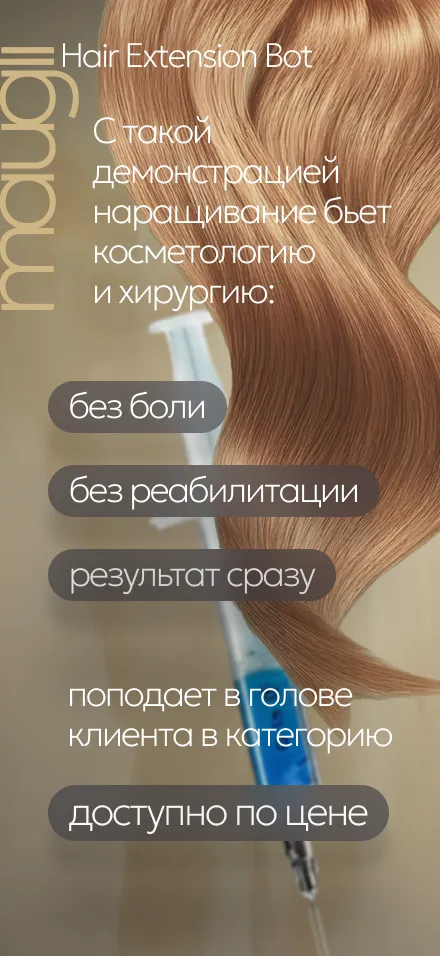 maugli
Hair Extension Bot
С такой
демонстрацией
наращивание бьет
косметологию
и хирургию:
без боли
без реабилитации
результат сразу
поподает в голове
клиента в категорию
доступно по цене